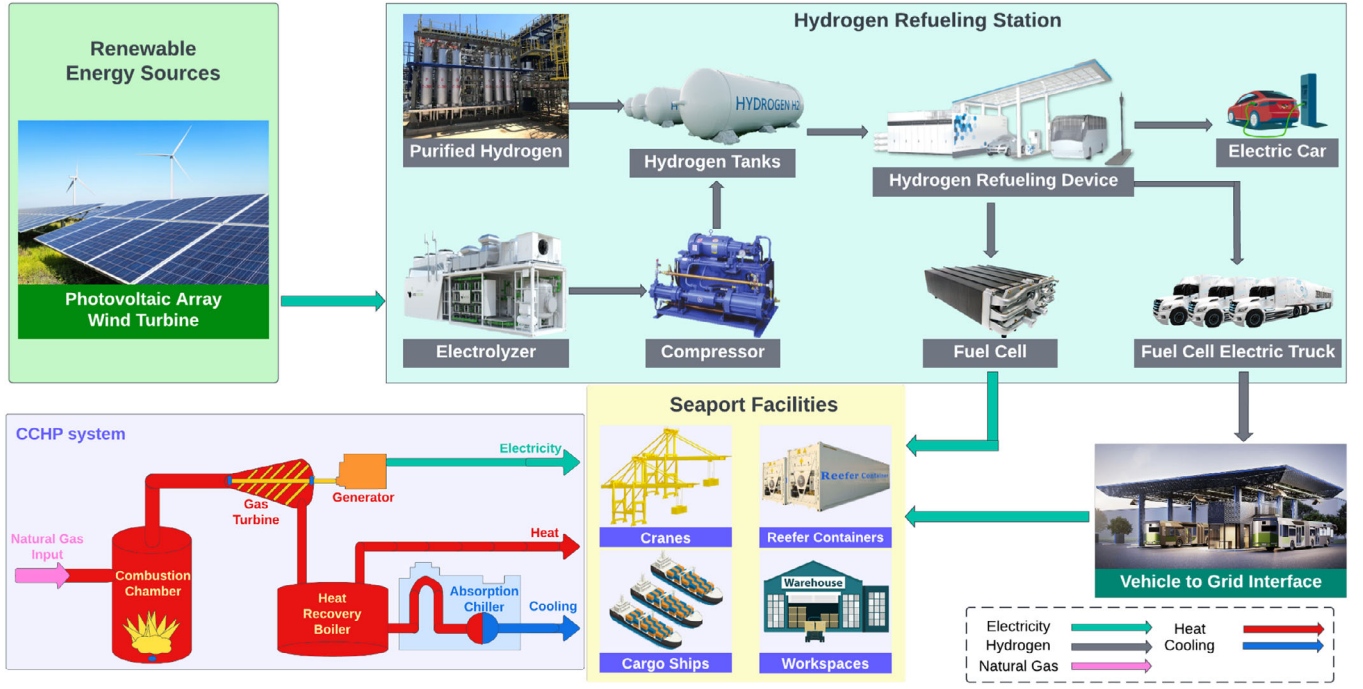 Renewable
Energy Sources
Photovoltaic Array
Wind Turbine
Hydrogen Refueling Station
Purified Hydrogen
HYDROGEN H2
Hydrogen Tanks
Hydrogen Refueling Device
Electric Car
Electrolyzer
Compressor
Fuel Cell
Fuel Cell Electric Truck
CCHP system
Electricity
Generator
Gas
Turbine
Natural Gas
Input
Combustion
Chamber
Heat
Heat
Recovery
Boiler
Absorption
Chiller
Cooling
Seaport Facilities
Cranes
Reefer Container
Reefer Containers
Cargo Ships
Warehouse
Workspaces
Vehicle to Grid Interface
Electricity
Heat
Hydrogen
Cooling
Natural Gas